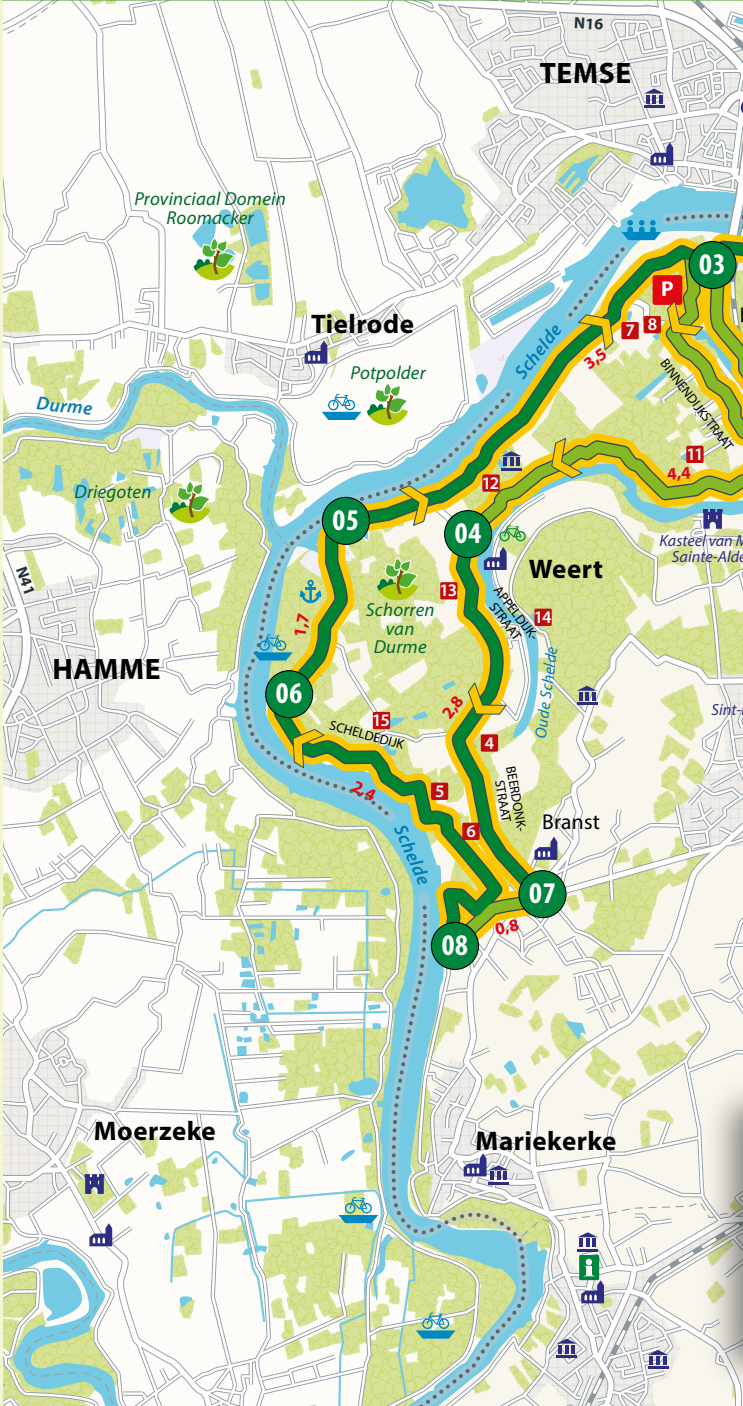 N16
TEMSE
Provinciaal Domein
Roomacker
03
P
Tielrode
Schelde
7
8
3,5
Potpolder
BINNENDIJKSTRAAT
Durme
11
4,4
12
Driegoten
05
04
Kasteel van
Sainte-Alde
Weert
N41
13
APPELDIJK-
STRAAT
14
1,7
Schorren
van
Durme
HAMME
06
Oude Schelde
2,8
Sint-
15
SCHELDEDIJK
4
2,4
5
BEERDONK-
STRAAT
6
Branst
Schelde
07
0,8
08
Moerzeke
Mariekerke
i